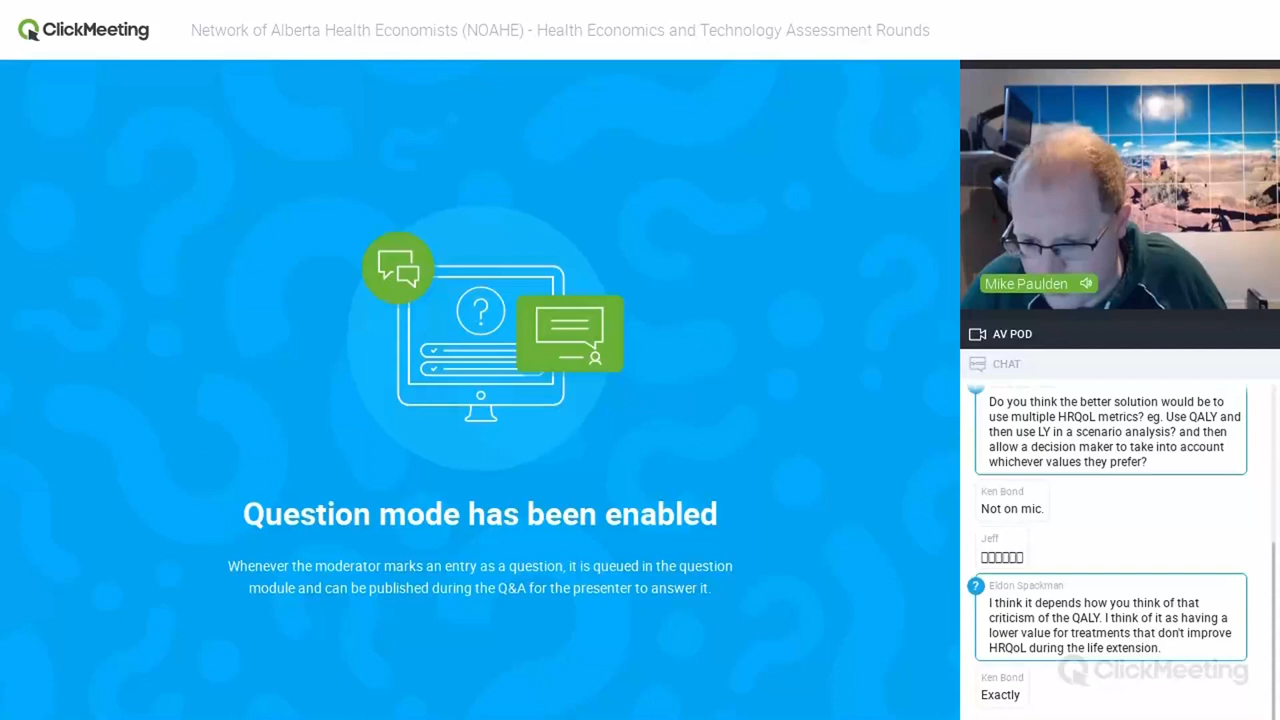 ClickMeeting
Network of Alberta Health Economists (NOAHE) - Health Economics and Technology Assessment Rounds
?
Question mode has been enabled
Whenever the moderator marks an entry as a question, it is queued in the question
module and can be published during the Q&A for the presenter to answer it.
Mike Paulden
AV POD
CHAT
Do you think the better solution would be to
use multiple HRQoL metrics? eg. Use QALY and
then use LY in a scenario analysis? and then
allow a decision maker to take into account
whichever values they prefer?
Ken Bond
Not on mic.
Jeff
? Eldon Spackman
I think it depends how you think of that
criticism of the QALY. I think of it as having a
lower value for treatments that don't improve
HRQoL during the life extension.
ClickMeeting
Ken Bond
Exactly